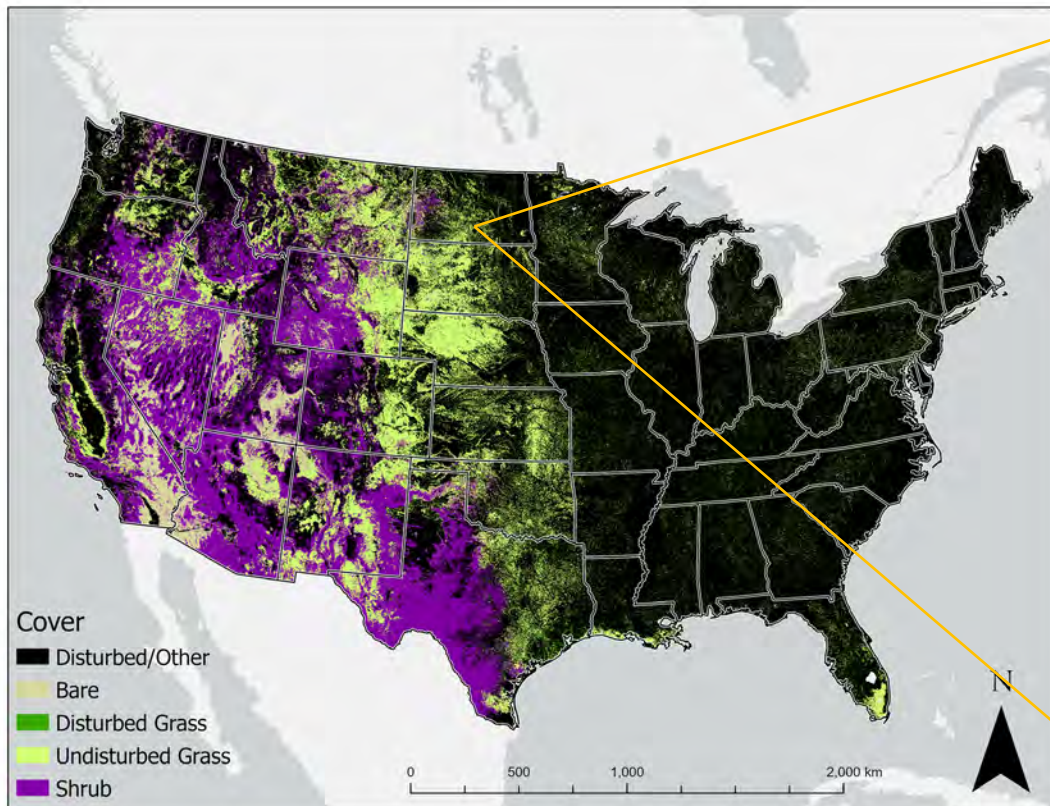 Cover
Disturbed/Other
Bare
Disturbed Grass
Undisturbed Grass
Shrub
0 500 1,000 2,000 km
N